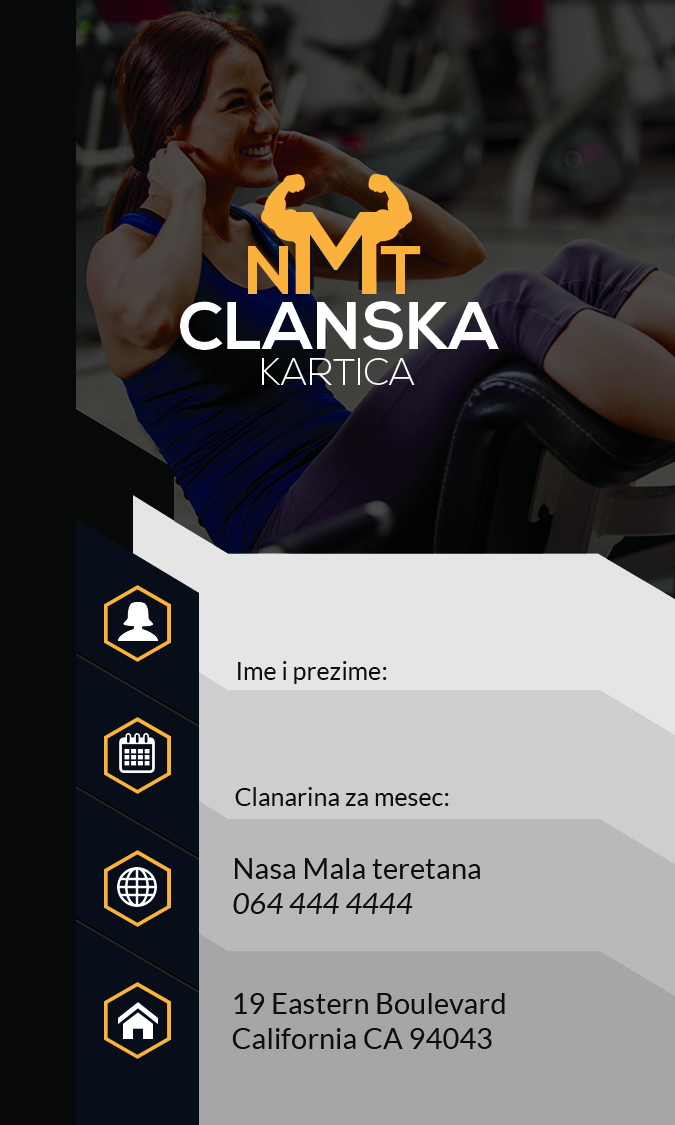 NMT
CLANSKA
KARTICA
Ime i prezime:
Clanarina za mesec:
Nasa Mala teretana
064 444 4444
19 Eastern Boulevard
California CA 94043